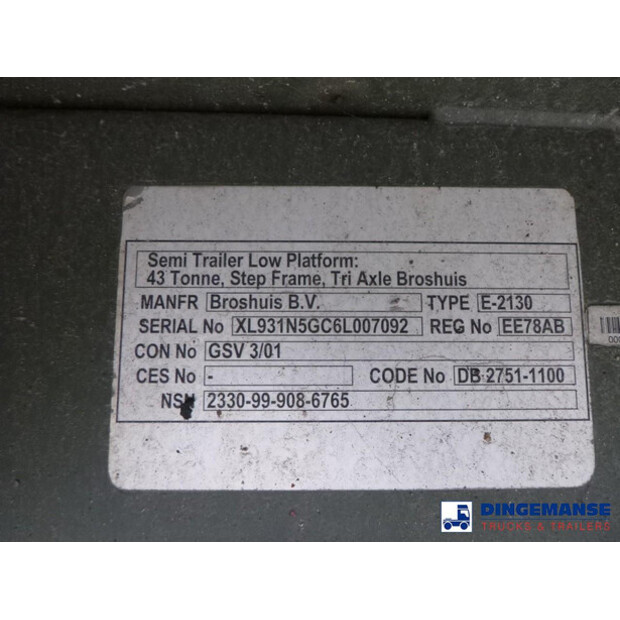 Semi Trailer Low Platform:
43 Tonne, Step Frame, Tri Axle Broshuis
MANFR Broshuis B.V. TYPE E-2130
SERIAL No XL931N5GC6L007092 REG No EE78AB
CON No GSV 3/01
CES No - CODE No DB 2751-1100
NSN 2330-99-908-6765
000
DINGEMANSE
TRUCKS & TRAILERS